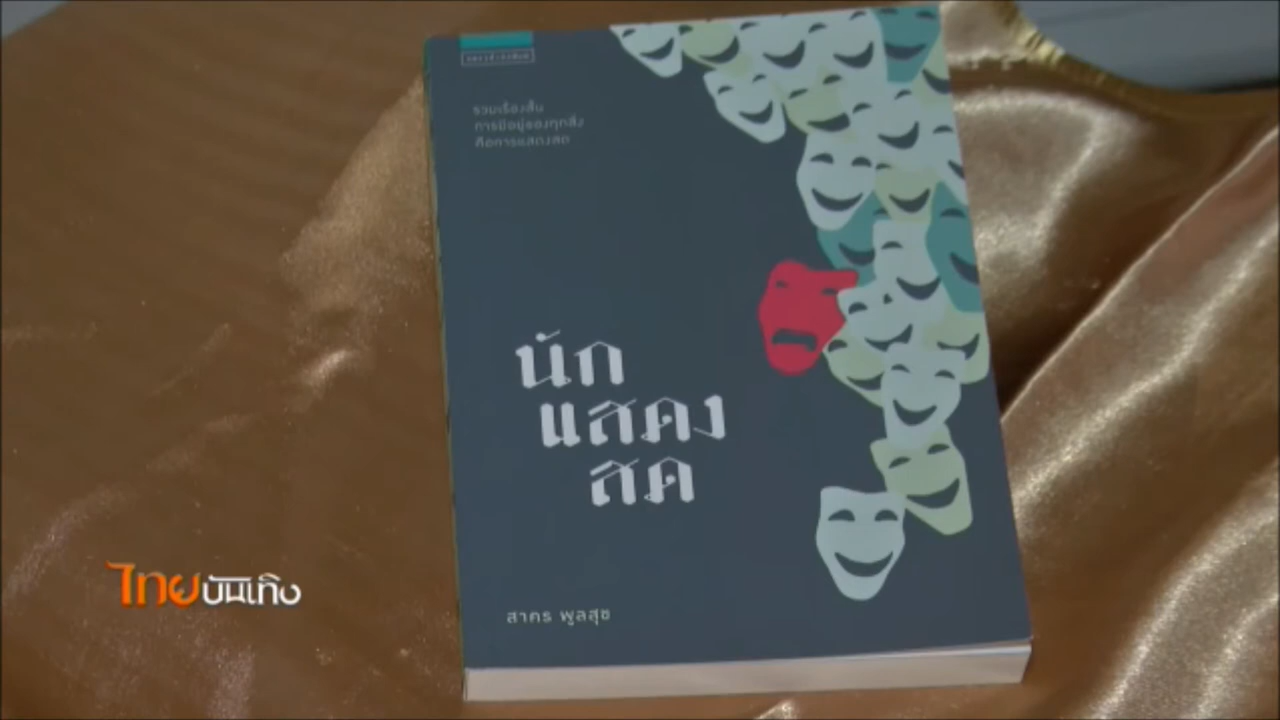 รวมเรื่องสั้น
การมีอยู่ของทุกสิ่ง
คือการแสดงสด
นัก
แสดง
สด
สาคร พูลสุข
ไทยบันเทิง